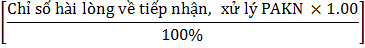 [Chỉ số hài lòng về tiếp nhận, xử lý PAKN × 1.00]
100%